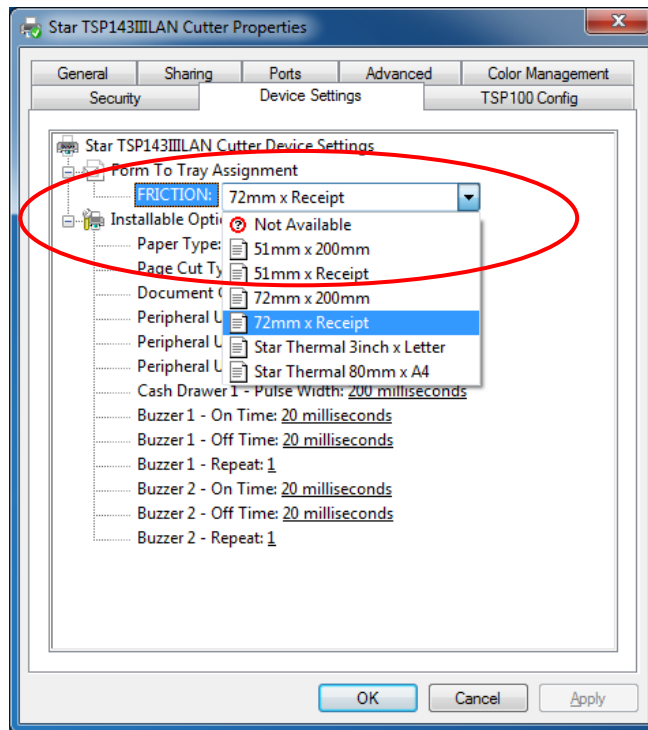 Star TSP143IIILAN Cutter Properties
General Sharing Ports Advanced Color Management
Security Device Settings TSP100 Config
Star TSP143IIILAN Cutter Device Settings
Form To Tray Assignment
FRICTION: 72mm x Receipt
Installable Opti
Not Available
Paper Type:
51mm x 200mm
Page Cut Ty
51mm x Receipt
Document
72mm x 200mm
Peripheral U
72mm x Receipt
Peripheral U
Star Thermal 3inch x Letter
Peripheral U
Star Thermal 80mm x A4
Cash Drawer 1 - Pulse Width: 200 milliseconds
Buzzer 1 - On Time: 20 milliseconds
Buzzer 1 - Off Time: 20 milliseconds
Buzzer 1 - Repeat: 1
Buzzer 2 - On Time: 20 milliseconds
Buzzer 2 - Off Time: 20 milliseconds
Buzzer 2 - Repeat: 1
OK Cancel Apply